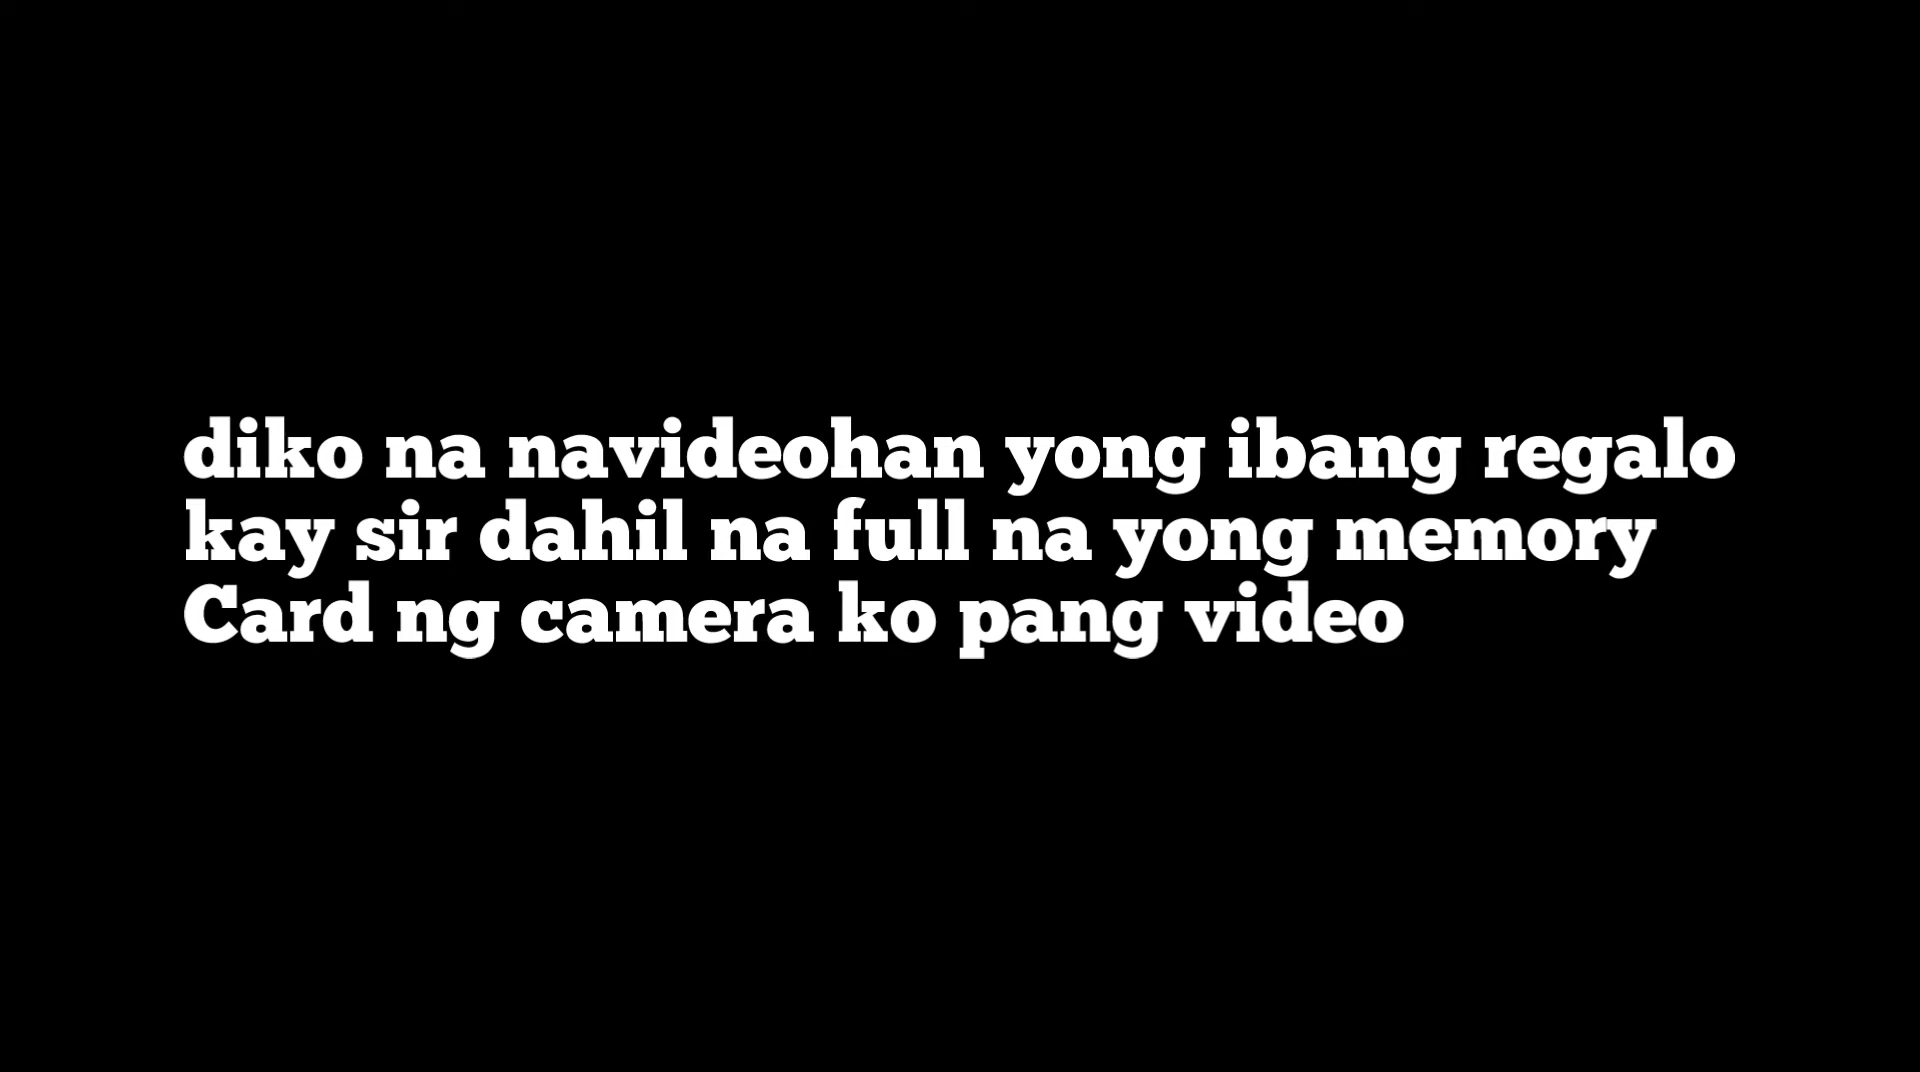 diko na navideohan yong ibang regalo
kay sir dahil na full na yong memory
Card ng camera ko pang video